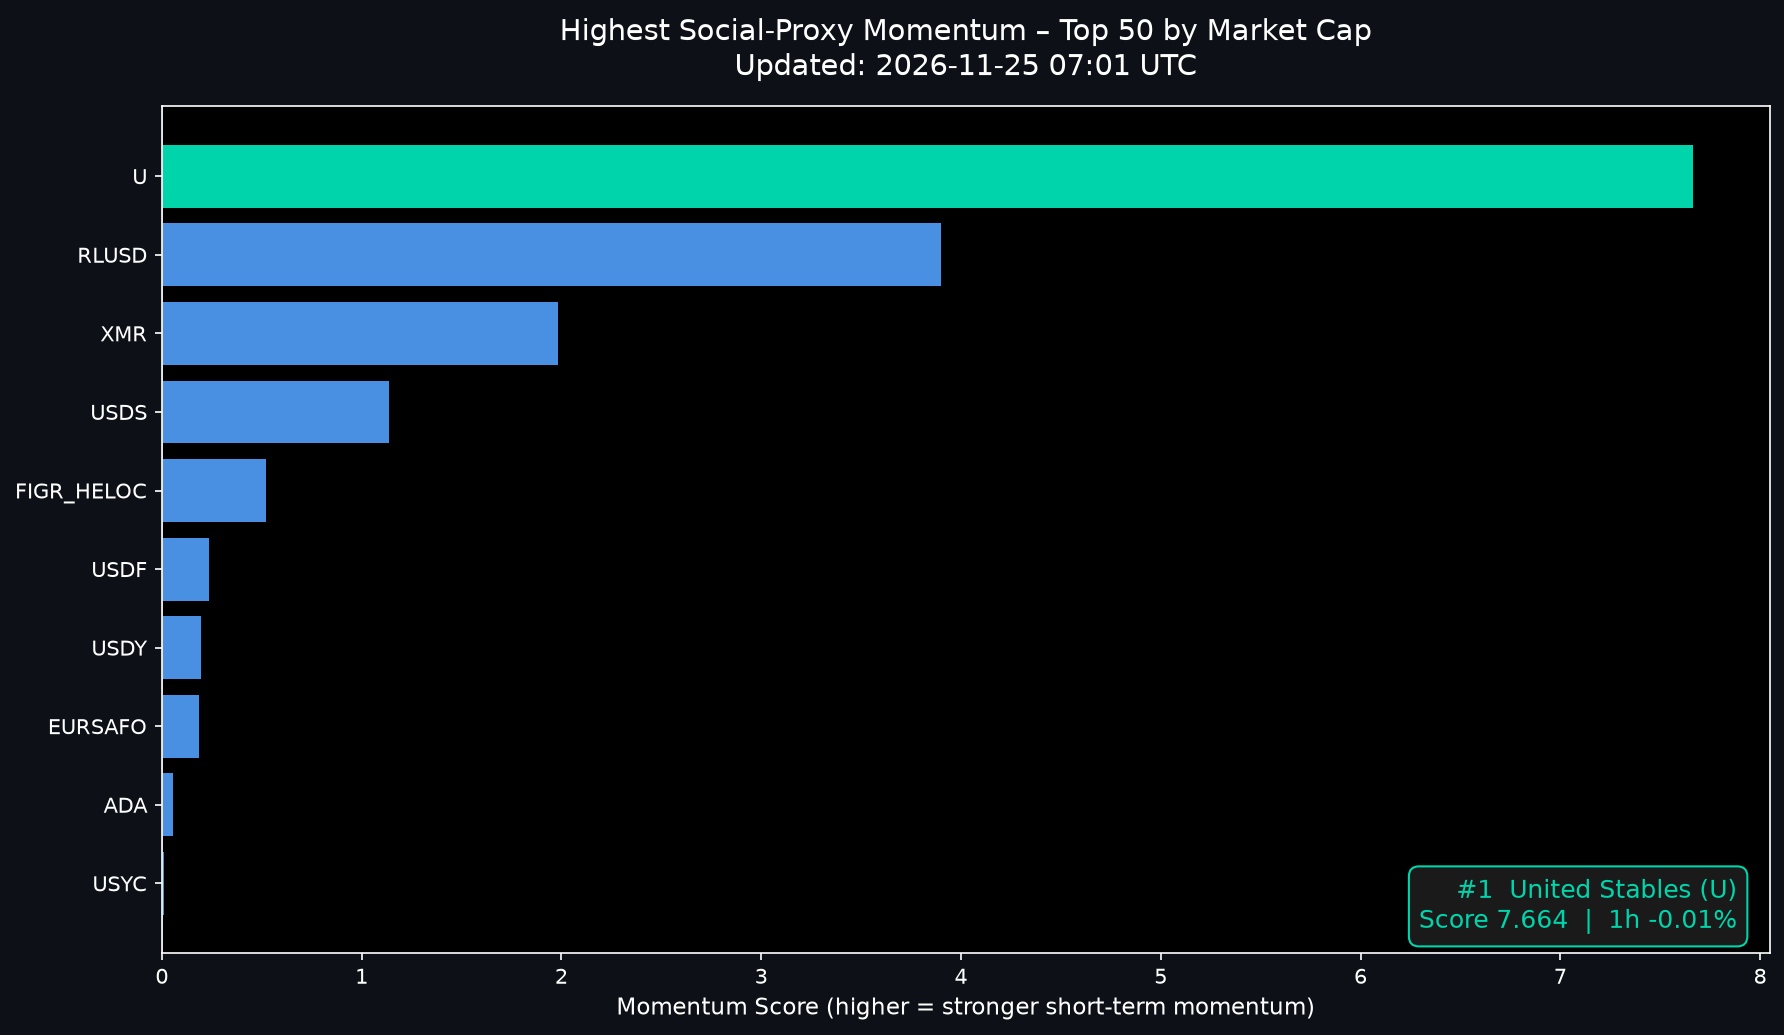 Highest Social-Proxy Momentum – Top 50 by Market Cap
Updated: 2026-11-25 07:01 UTC
U
RLUSD
XMR
USDS
FIGR_HELOC
USDF
USDY
EURSAFO
ADA
USYC
#1  United Stables (U)
Score 7.664  |  1h -0.01%
0 1 2 3 4 5 6 7 8
Momentum Score (higher = stronger short-term momentum)